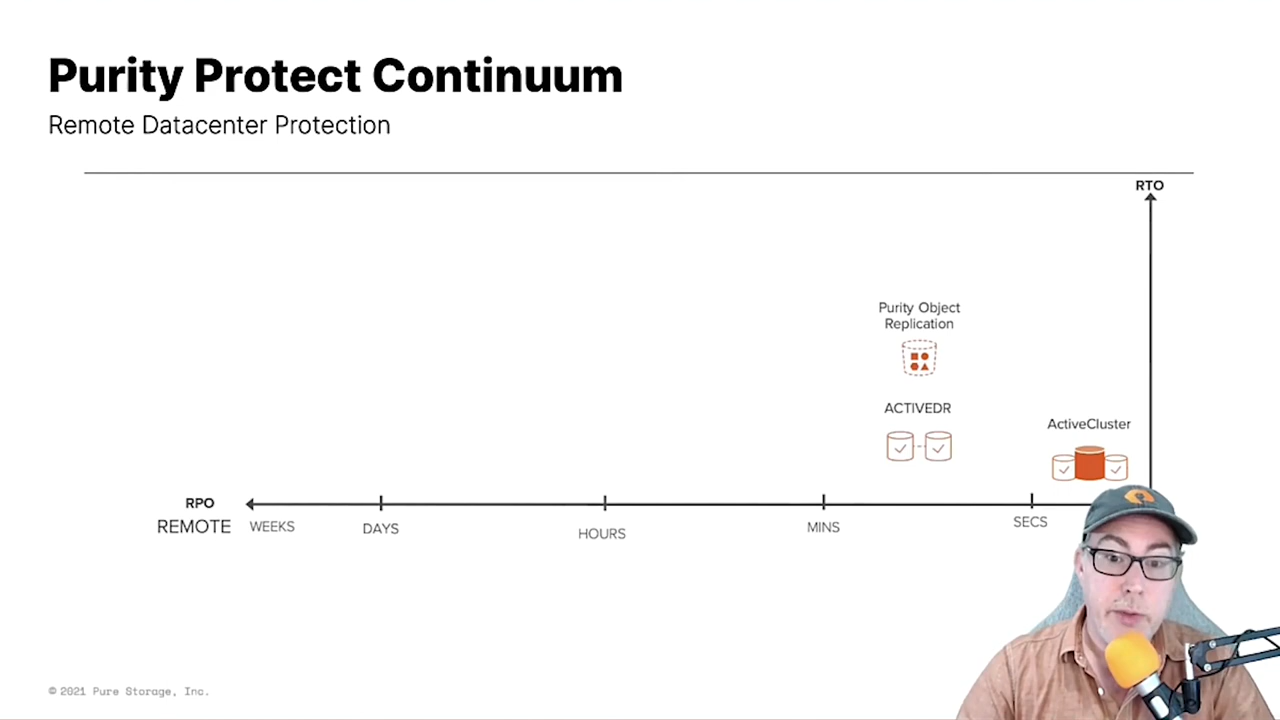 Purity Protect Continuum
Remote Datacenter Protection
RTO
Purity Object
Replication
ACTIVEDR
ActiveCluster
RPO
REMOTE
WEEKS
DAYS
HOURS
MINS
SECS
© 2021 Pure Storage, Inc.